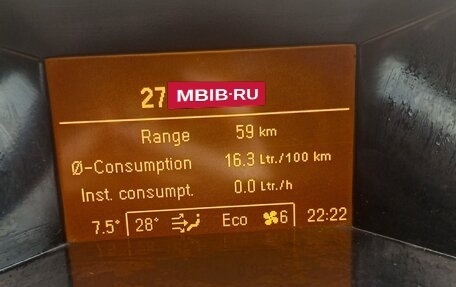 27 MBIB·RU
Range 59 km
Ø-Consumption 16.3 Ltr./100 km
Inst. consumpt. 0.0 Ltr./h
7.5° 28° Eco 6 22:22